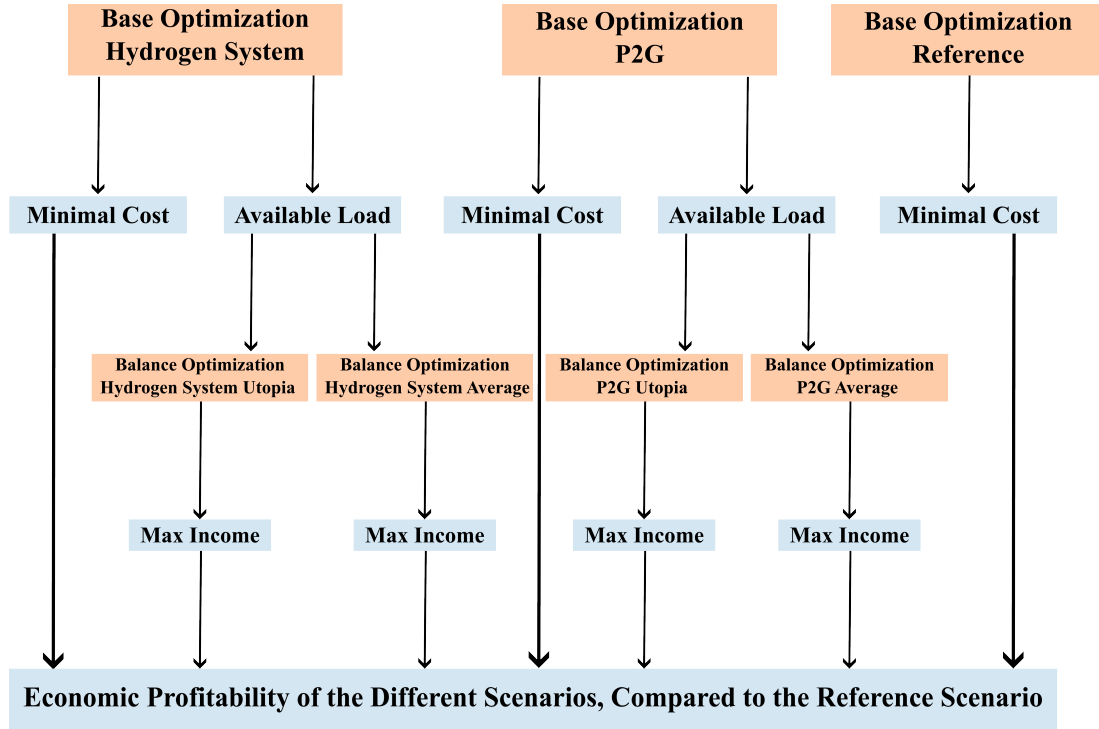 Base Optimization
Hydrogen System
Base Optimization
P2G
Base Optimization
Reference
Minimal Cost
Available Load
Minimal Cost
Available Load
Minimal Cost
Balance Optimization
Hydrogen System Utopia
Balance Optimization
Hydrogen System Average
Balance Optimization
P2G Utopia
Balance Optimization
P2G Average
Max Income
Max Income
Max Income
Max Income
Economic Profitability of the Different Scenarios, Compared to the Reference Scenario